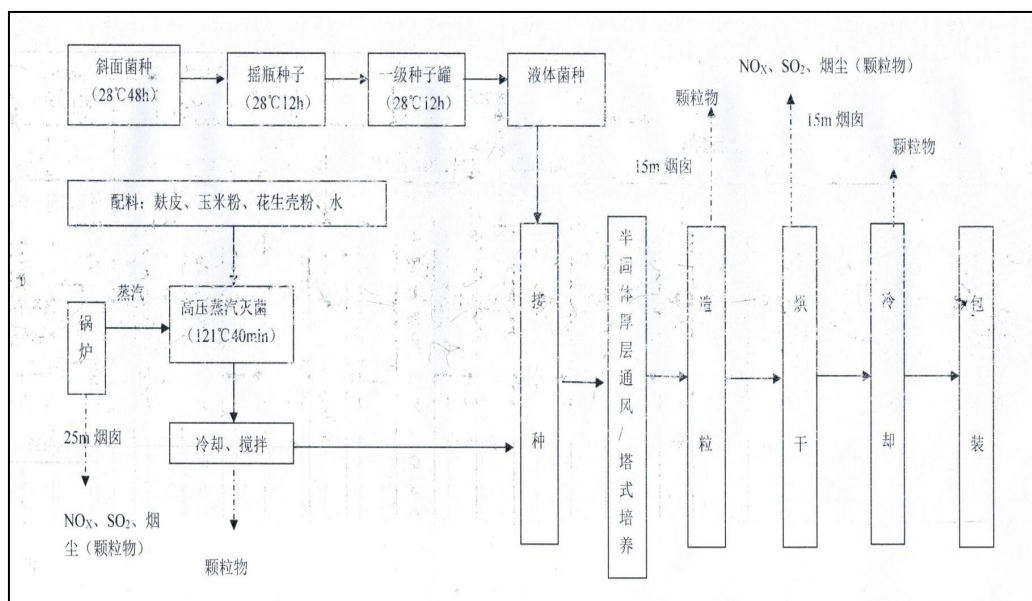 斜面菌种
（28℃48h）
摇瓶种子
（28℃12h）
一级种子罐
（28℃12h）
液体菌种
配料：麸皮、玉米粉、花生壳粉、水
蒸汽
锅炉
高压蒸汽灭菌
（121℃40min）
25m 烟囱
冷却、搅拌
NOX、SO2、烟
尘（颗粒物）
颗粒物
接种
半固体厚层通风/塔式培养
造粒
15m 烟囱
颗粒物
烘干
15m 烟囱
NOX、SO2、烟尘（颗粒物）
冷却
颗粒物
包装